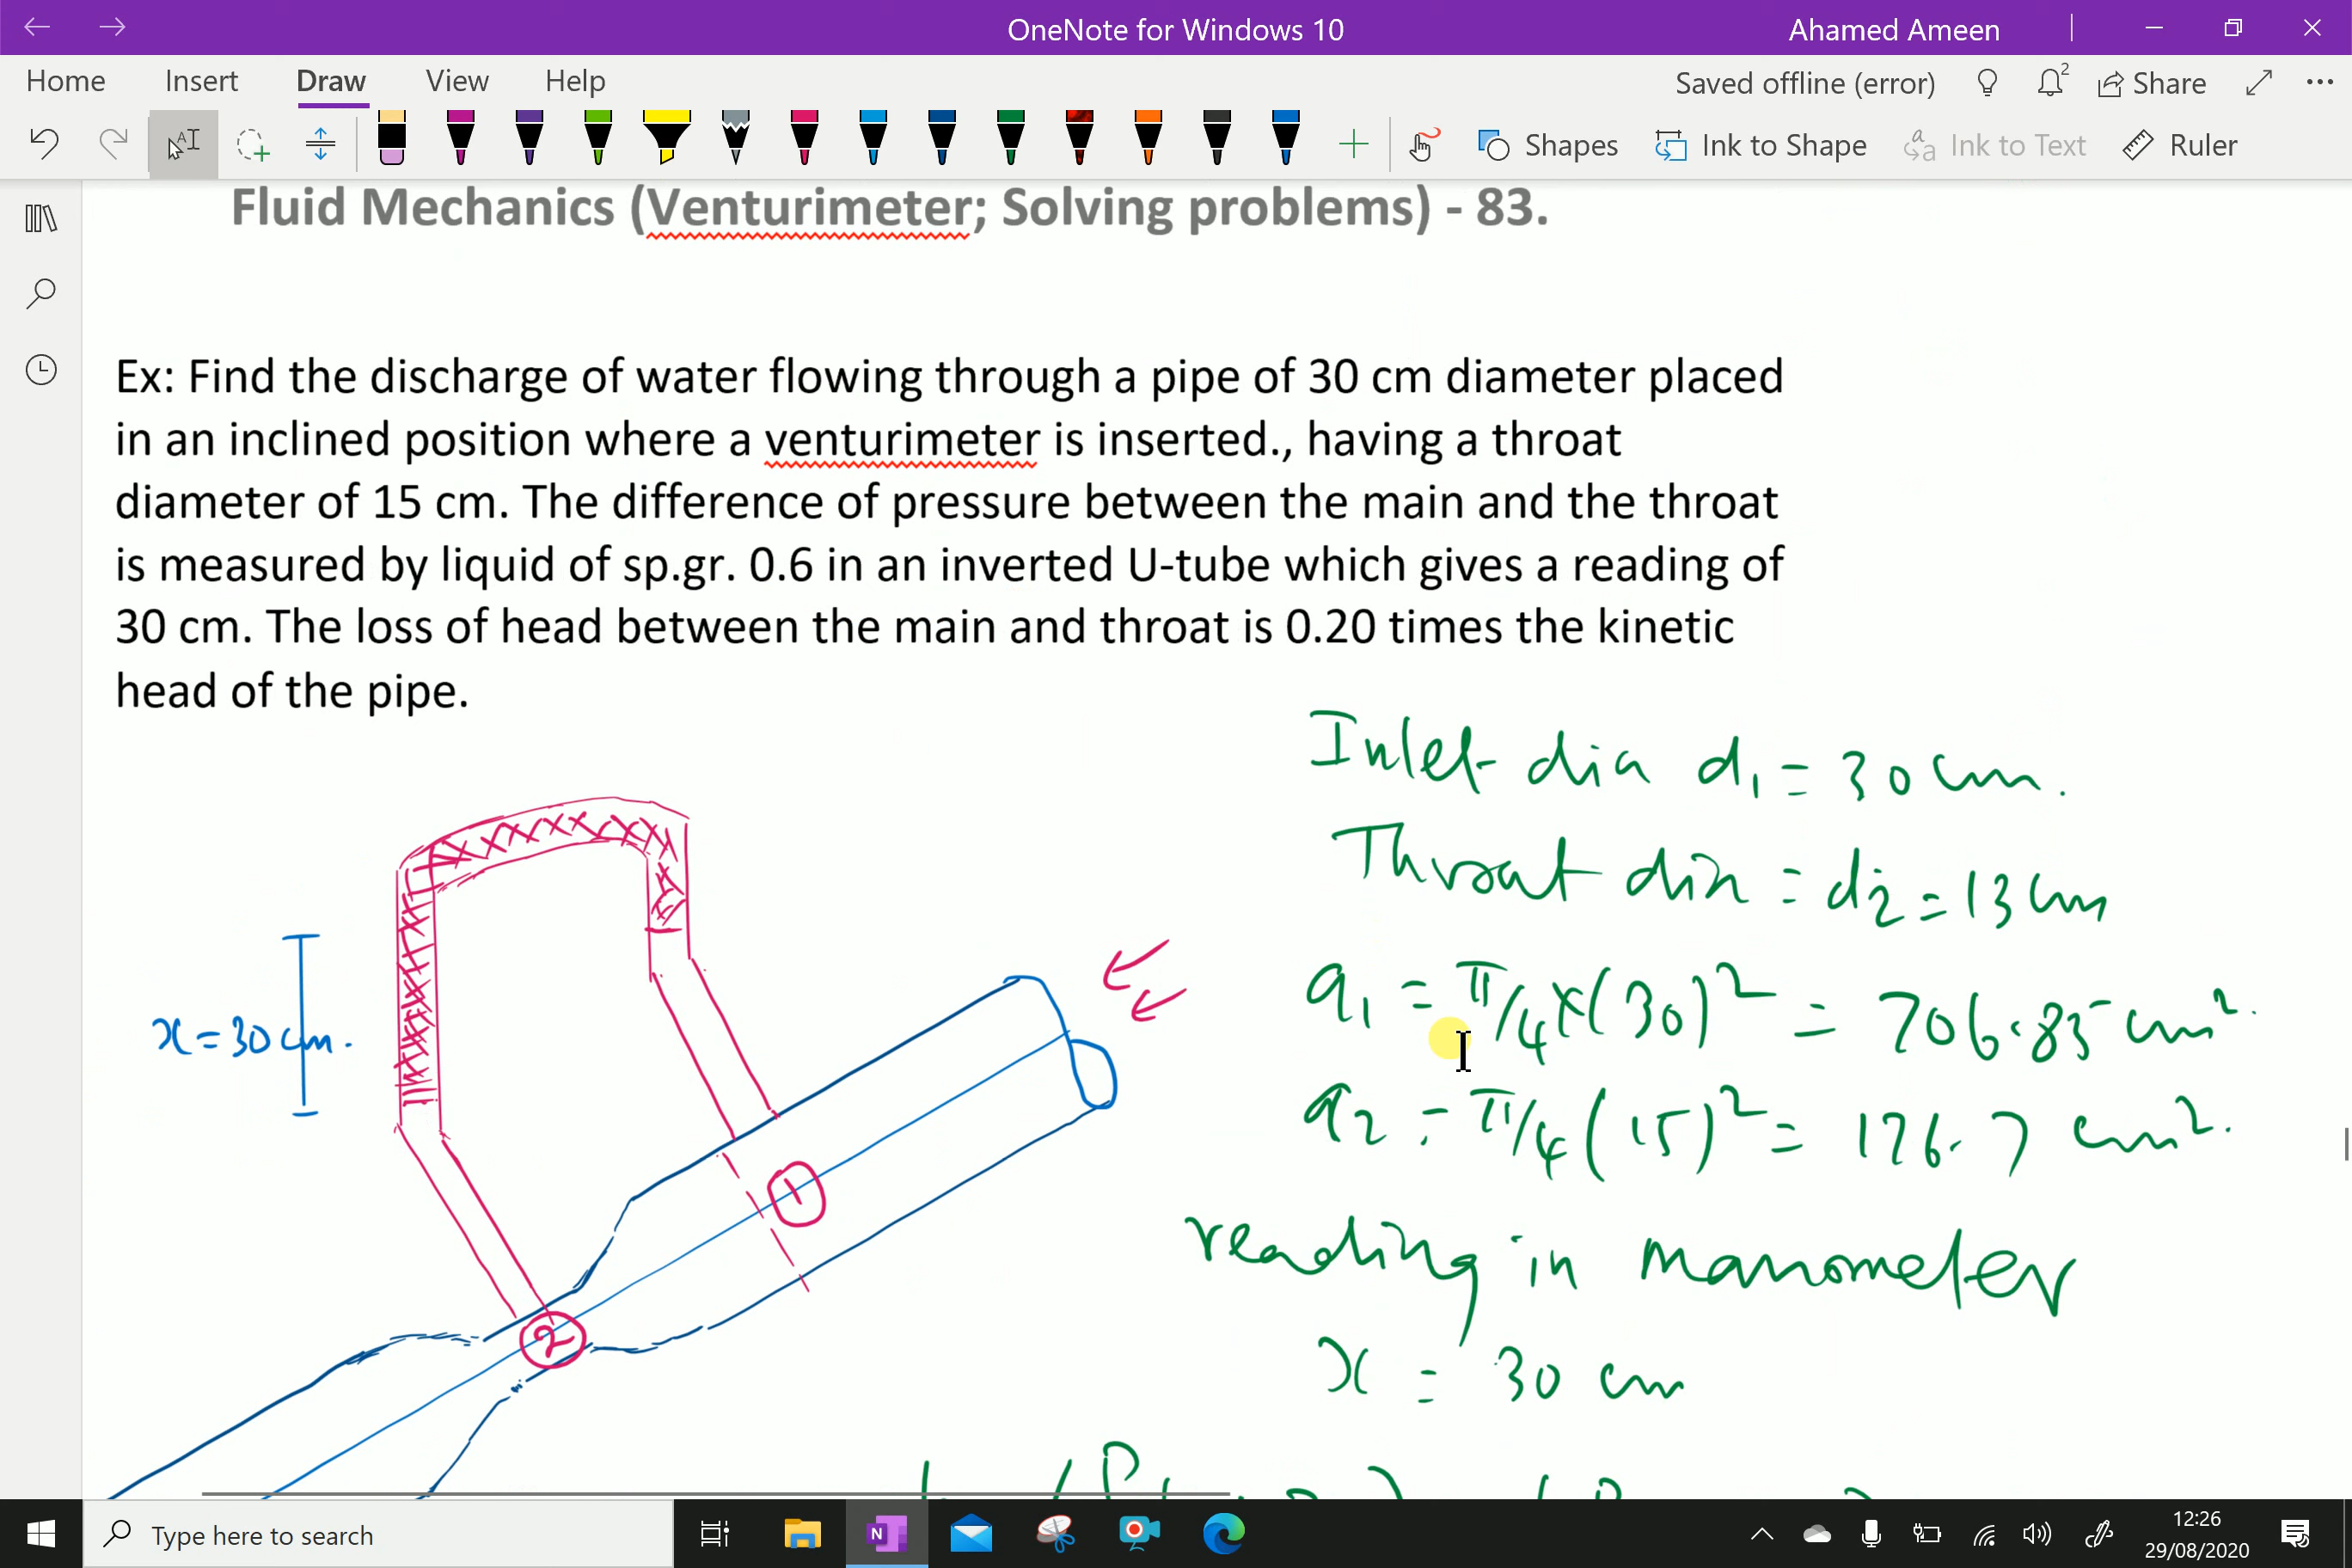 OneNote for Windows 10
Ahamed Ameen
Home Insert Draw View Help
Saved offline (error) 2 Share
Shapes Ink to Shape Ink to Text Ruler
Fluid Mechanics (Venturimeter; Solving problems) - 83.
Ex: Find the discharge of water flowing through a pipe of 30 cm diameter placed
in an inclined position where a venturimeter is inserted., having a throat
diameter of 15 cm. The difference of pressure between the main and the throat
is measured by liquid of sp.gr. 0.6 in an inverted U-tube which gives a reading of
30 cm. The loss of head between the main and throat is 0.20 times the kinetic
head of the pipe.
Inlet dia d₁ = 30 cm.
Throat dia = d₂ = 13 cm
a₁ = π/4 × (30)² = 706.85 cm².
a₂ = π/4 (15)² = 176.7 cm².
reading in manometer
x = 30 cm
x = 30 cm.
1
2
Type here to search
N
12:26
29/08/2020